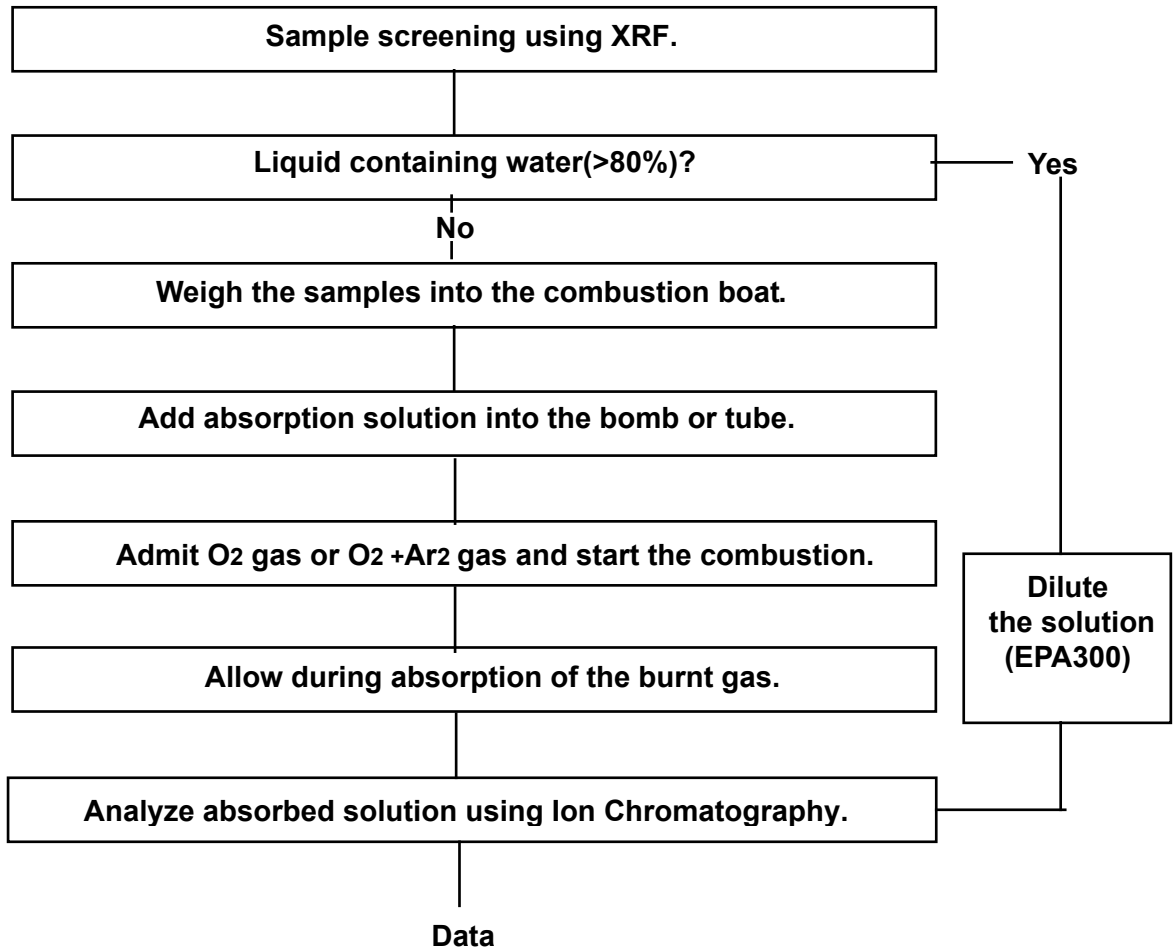 Sample screening using XRF.
Liquid containing water(>80%)?
Yes
No
Weigh the samples into the combustion boat.
Add absorption solution into the bomb or tube.
Admit O2 gas or O2 +Ar2 gas and start the combustion.
Dilute
the solution
(EPA300)
Allow during absorption of the burnt gas.
Analyze absorbed solution using Ion Chromatography.
Data